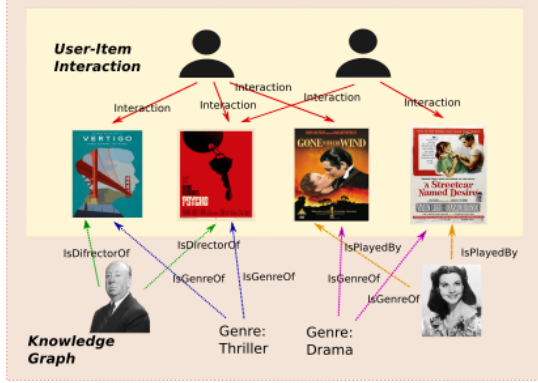 User-Item
Interaction
Interaction
Interaction
Interaction
Interaction
Interaction
VERTIGO
GONE WITH THE WIND
A Streetcar
Named Desire
IsDifrectorOf
IsDirectorOf
IsPlayedBy
IsPlayedBy
IsGenreOf
IsGenreOf
IsGenreOf
IsGenreOf
Knowledge
Graph
Genre:
Thriller
Genre:
Drama